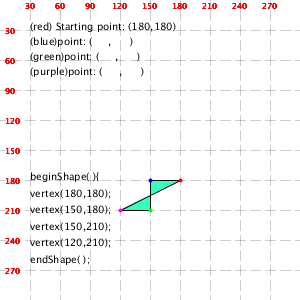 30 60 90 120 150 180 210 240 270
30
(red) Starting point: (180,180)
(blue)point: ( , )
(green)point: ( , )
60
(purple)point: ( , )
90
120
150
beginShape(){
180
vertex(180,180);
vertex(150,180);
210
vertex(150,210);
vertex(120,210);
240
endShape();
270